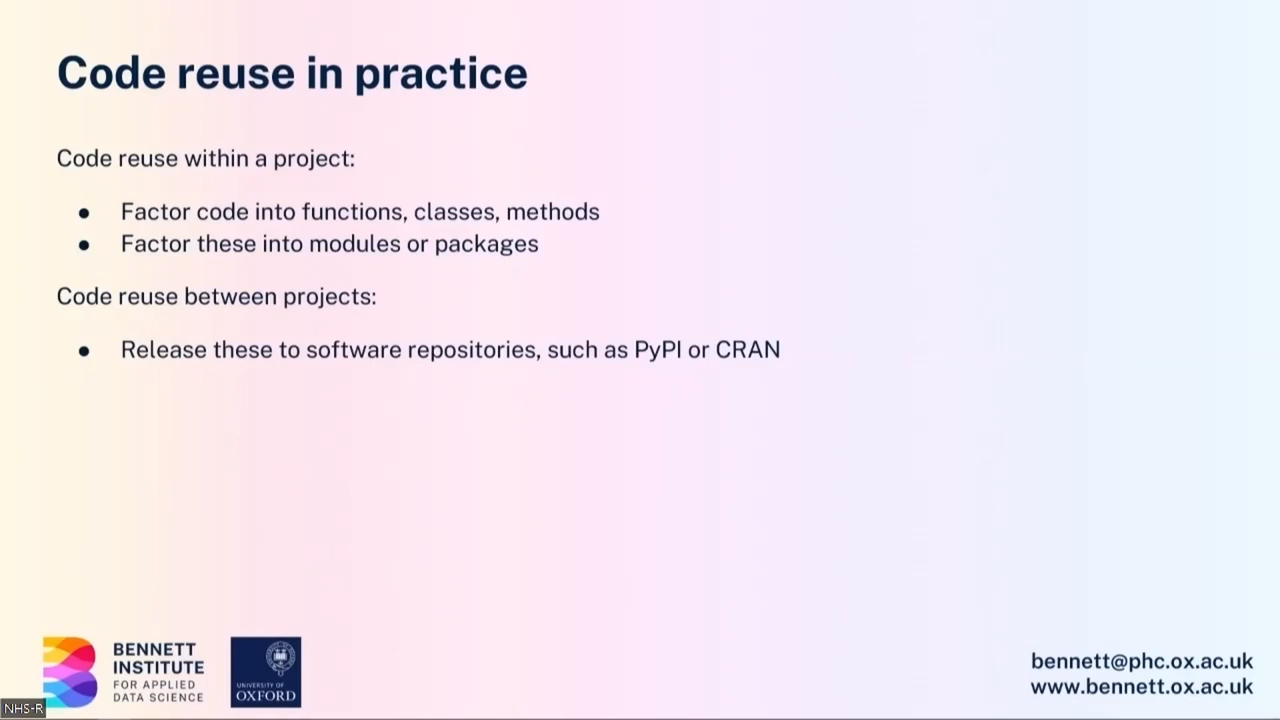 Code reuse in practice
Code reuse within a project:
● Factor code into functions, classes, methods
● Factor these into modules or packages
Code reuse between projects:
● Release these to software repositories, such as PyPI or CRAN
BENNETT
INSTITUTE
FOR APPLIED
DATA SCIENCE
UNIVERSITY OF
OXFORD
bennett@phc.ox.ac.uk
www.bennett.ox.ac.uk
NHS-R